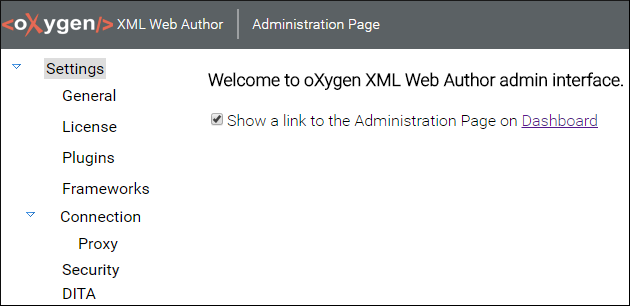 <oXygen/> XML Web Author Administration Page
Settings
General
License
Plugins
Frameworks
Connection
Proxy
Security
DITA
Welcome to oXygen XML Web Author admin interface.
Show a link to the Administration Page on Dashboard